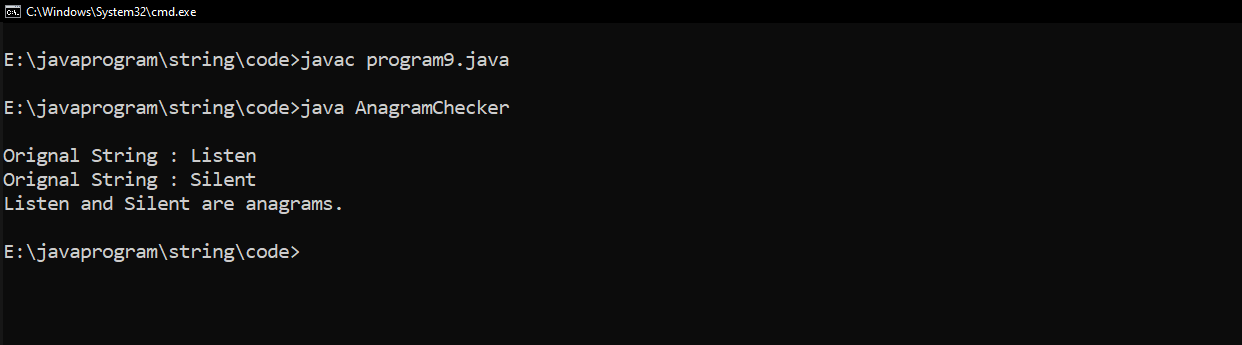 C:\Windows\System32\cmd.exe
E:\javaprogram\string\code>javac program9.java
E:\javaprogram\string\code>java AnagramChecker
Orignal String : Listen
Orignal String : Silent
Listen and Silent are anagrams.
E:\javaprogram\string\code>